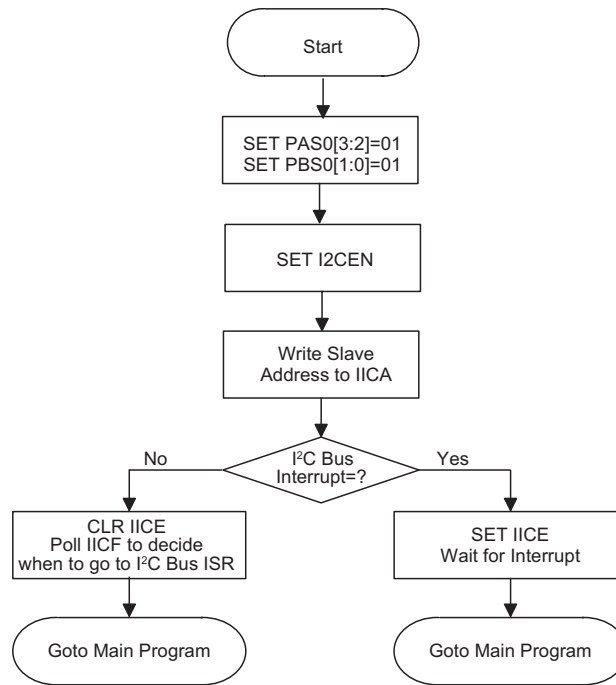 Start
SET PAS0[3:2]=01
SET PBS0[1:0]=01
SET I2CEN
Write Slave
Address to IICA
I²C Bus
Interrupt=?
No
Yes
CLR IICE
Poll IICF to decide
when to go to I²C Bus ISR
SET IICE
Wait for Interrupt
Goto Main Program
Goto Main Program